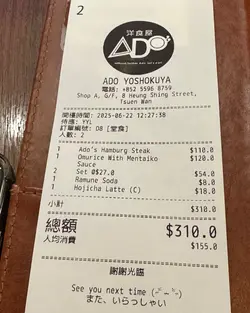 2
洋食屋
ADO
ADO YOSHOKUYA
電話: +852 5596 8759
Shop A, G/F, 8 Heung Shing Street,
Tsuen Wan
開檯時間: 2025-06-22 12:27:38
侍應: YYL
訂單編號: D8 [堂食]
人數: 2
1 Ado's Hamburg Steak $110.0
1 Omurice With Mentaiko Sauce $120.0
2 Set @$27.0 $54.0
1 Ramune Soda $8.0
1 Hojicha Latte (C) $18.0
小計 $310.0
總額 $310.0
人均消費 $155.0
謝謝光臨
See you next time
また、いらっしゃい